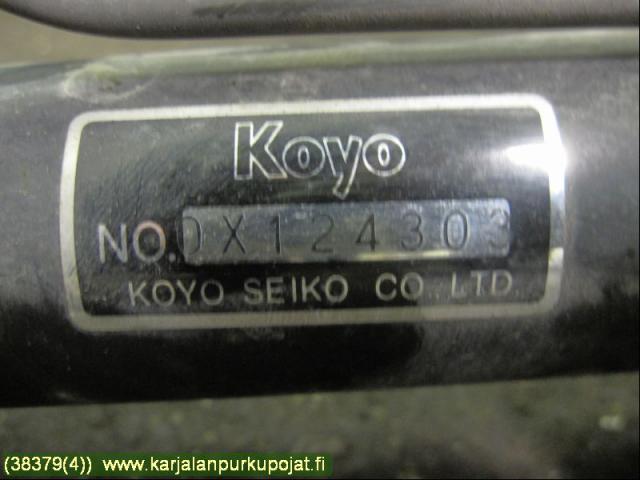 Koyo
NO. DX124303
KOYO SEIKO CO., LTD.
(38379(4)) www.karjalanpurkupojat.fi